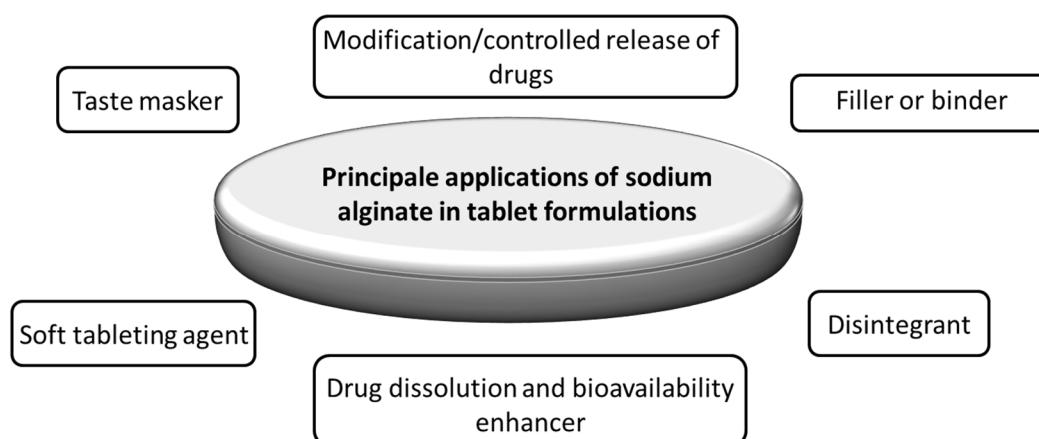 Modification/controlled release of
drugs
Taste masker
Filler or binder
Principale applications of sodium
alginate in tablet formulations
Soft tableting agent
Disintegrant
Drug dissolution and bioavailability
enhancer